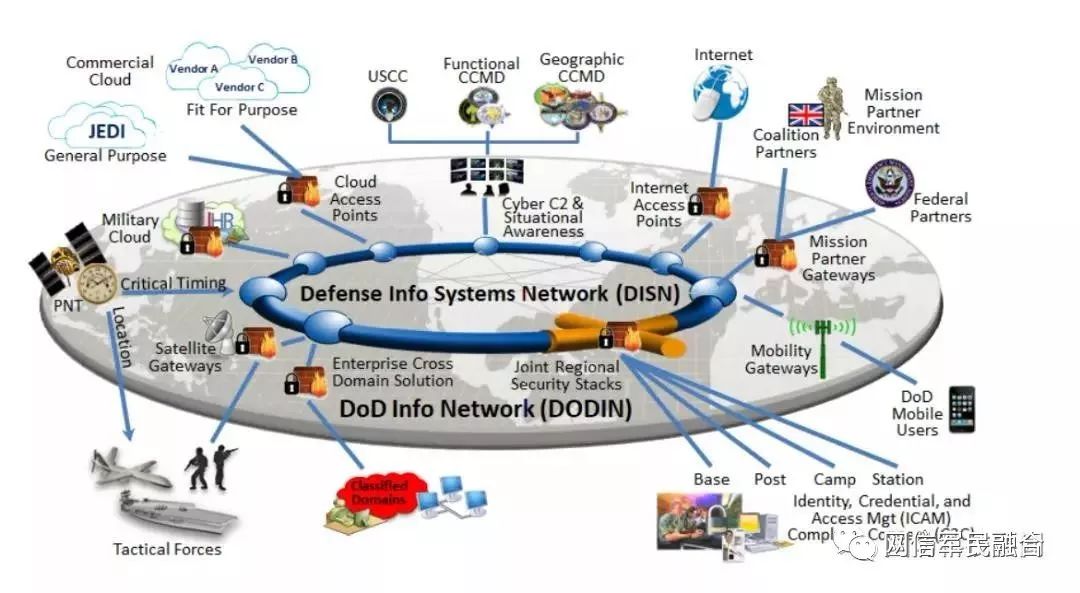 Commercial
Cloud
Vendor A
Vendor B
Vendor C
Fit For Purpose
JEDI
General Purpose
USCC
Functional
CCMD
Geographic
CCMD
Internet
Mission
Partner
Environment
Coalition
Partners
Federal
Partners
Cloud
Access
Points
Cyber C2 &
Situational
Awareness
Internet
Access
Points
Mission
Partner
Gateways
Military
Cloud
PNT
Critical Timing
Location
Defense Info Systems Network (DISN)
Satellite
Gateways
Enterprise Cross
Domain Solution
Joint Regional
Security Stacks
Mobility
Gateways
DoD Info Network (DODIN)
DoD
Mobile
Users
Tactical Forces
Classified
Domains
Base
Post
Camp
Station
Identity, Credential, and
Access Mgt (ICAM)
网信军民融合